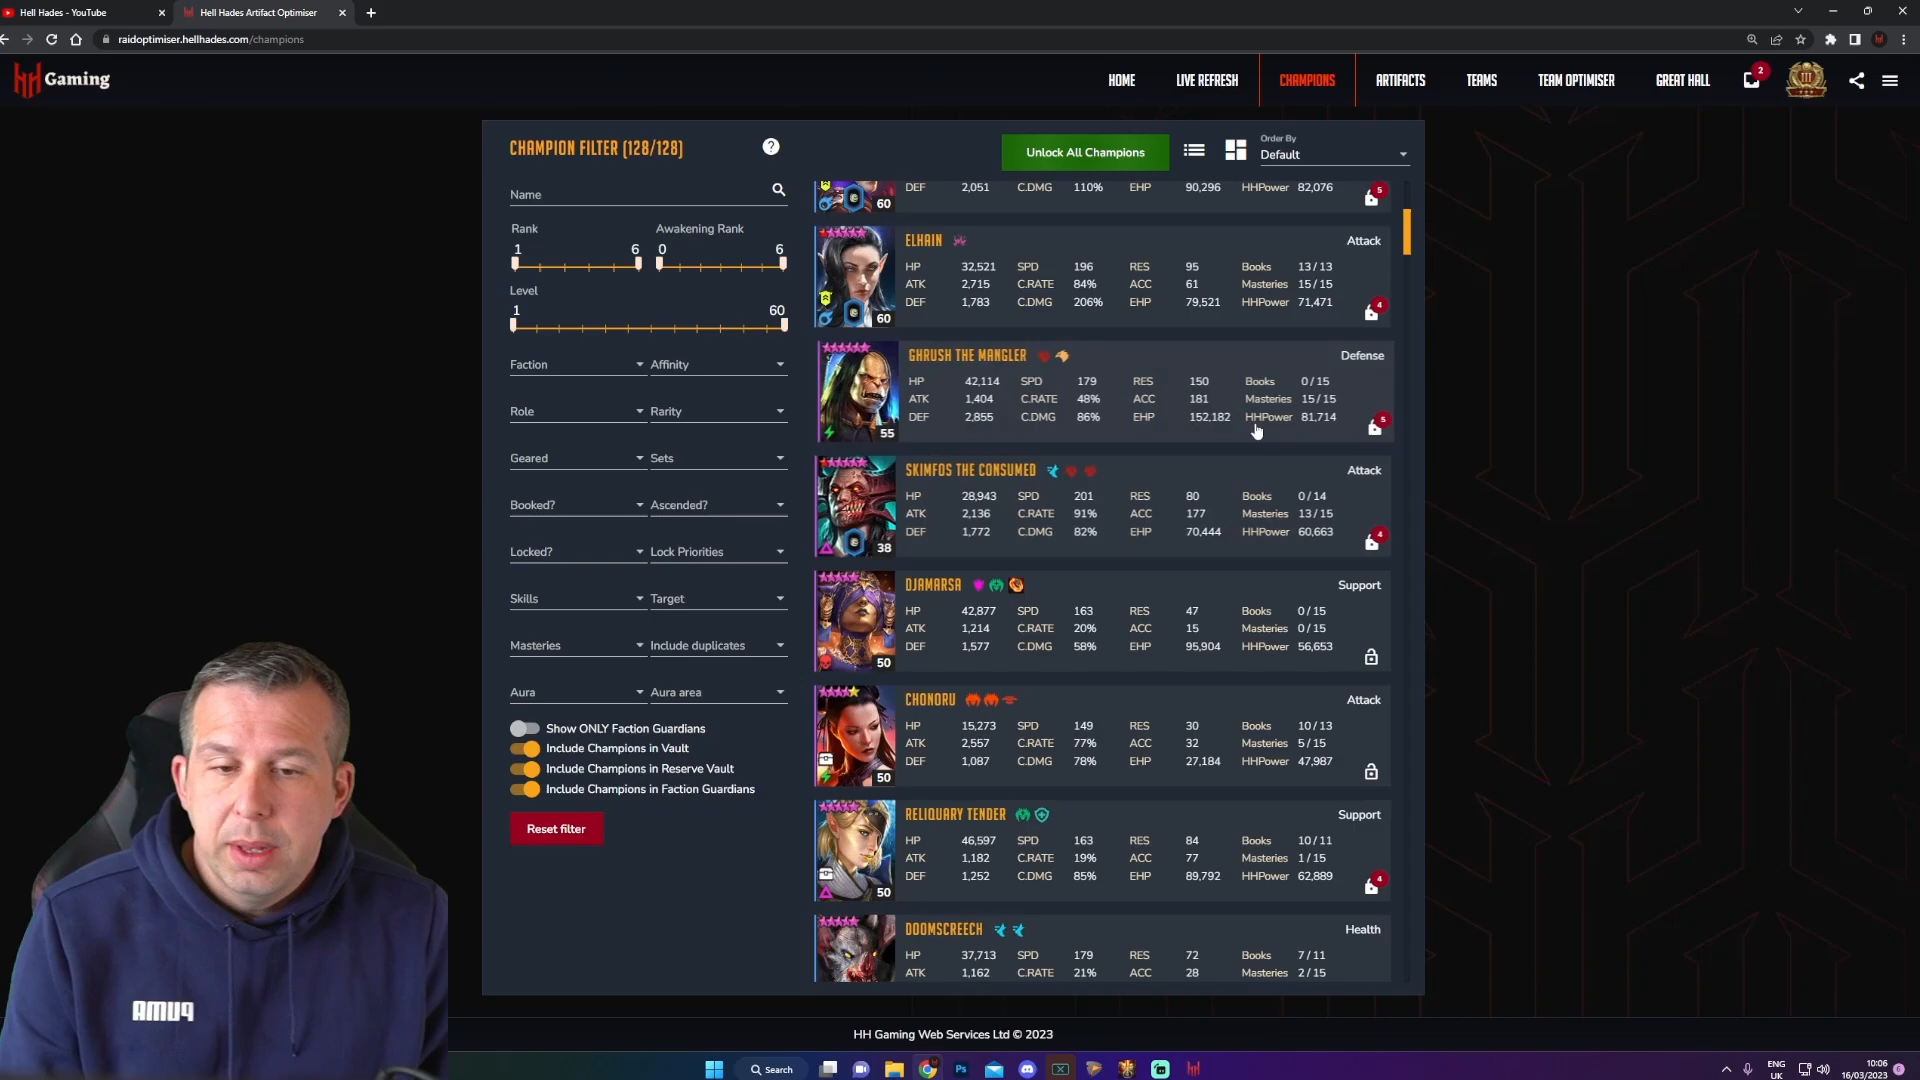 Hell Hades - YouTube
Hell Hades Artifact Optimiser
raidoptimiser.hellhades.com/champions
Gaming
HOME
LIVE REFRESH
CHAMPIONS
ARTIFACTS
TEAMS
TEAM OPTIMISER
GREAT HALL
2
III
CHAMPION FILTER (128/128)
?
Unlock All Champions
Order By
Default
Name
Rank
Awakening Rank
1 6
0 6
Level
1 60
Faction
Affinity
Role
Rarity
Geared
Sets
Booked?
Ascended?
Locked?
Lock Priorities
Skills
Target
Masteries
Include duplicates
Aura
Aura area
Show ONLY Faction Guardians
Include Champions in Vault
Include Champions in Reserve Vault
Include Champions in Faction Guardians
Reset filter
60
DEF 2,051 C.DMG 110% EHP 90,296 HHPower 82,076
5
ELHAIN
Attack
HP 32,521 SPD 196 RES 95 Books 13 / 13
ATK 2,715 C.RATE 84% ACC 61 Masteries 15 / 15
DEF 1,783 C.DMG 206% EHP 79,521 HHPower 71,471
60
4
GHRUSH THE MANGLER
Defense
HP 42,114 SPD 179 RES 150 Books 0 / 15
ATK 1,404 C.RATE 48% ACC 181 Masteries 15 / 15
DEF 2,855 C.DMG 86% EHP 152,182 HHPower 81,714
55
5
SKIMFOS THE CONSUMED
Attack
HP 28,943 SPD 201 RES 80 Books 0 / 14
ATK 2,136 C.RATE 91% ACC 177 Masteries 13 / 15
DEF 1,772 C.DMG 82% EHP 70,444 HHPower 60,663
38
4
DJAMARSA
Support
HP 42,877 SPD 163 RES 47 Books 0 / 15
ATK 1,214 C.RATE 20% ACC 15 Masteries 0 / 15
DEF 1,577 C.DMG 58% EHP 95,904 HHPower 56,653
50
CHONORU
Attack
HP 15,273 SPD 149 RES 30 Books 10 / 13
ATK 2,557 C.RATE 77% ACC 32 Masteries 5 / 15
DEF 1,087 C.DMG 78% EHP 27,184 HHPower 47,987
50
RELIQUARY TENDER
Support
HP 46,597 SPD 163 RES 84 Books 10 / 11
ATK 1,182 C.RATE 19% ACC 77 Masteries 1 / 15
DEF 1,252 C.DMG 85% EHP 89,792 HHPower 62,889
50
4
DOOMSCREECH
Health
HP 37,713 SPD 179 RES 72 Books 7 / 11
ATK 1,162 C.RATE 21% ACC 28 Masteries 2 / 15
HH Gaming Web Services Ltd © 2023
Search
Ps
ENG
UK
10:06
16/03/2023
6